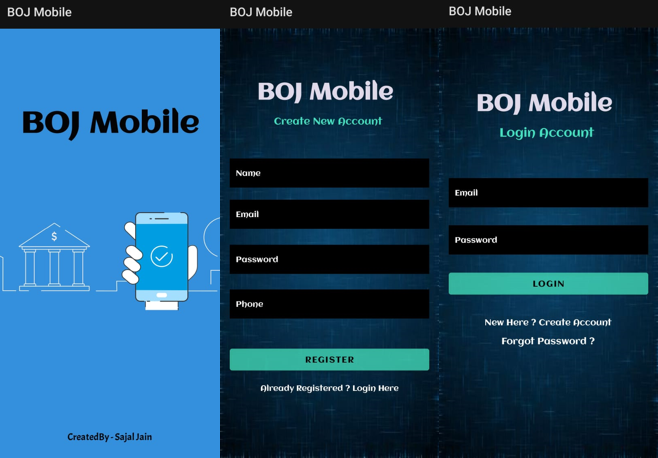 BOJ Mobile
BOJ Mobile
$
CreatedBy - Sajal Jain
BOJ Mobile
BOJ Mobile
Create New Account
Name
Email
Password
Phone
REGISTER
Already Registered ? Login Here
BOJ Mobile
BOJ Mobile
Login Account
Email
Password
LOGIN
New Here ? Create Account
Forgot Password ?